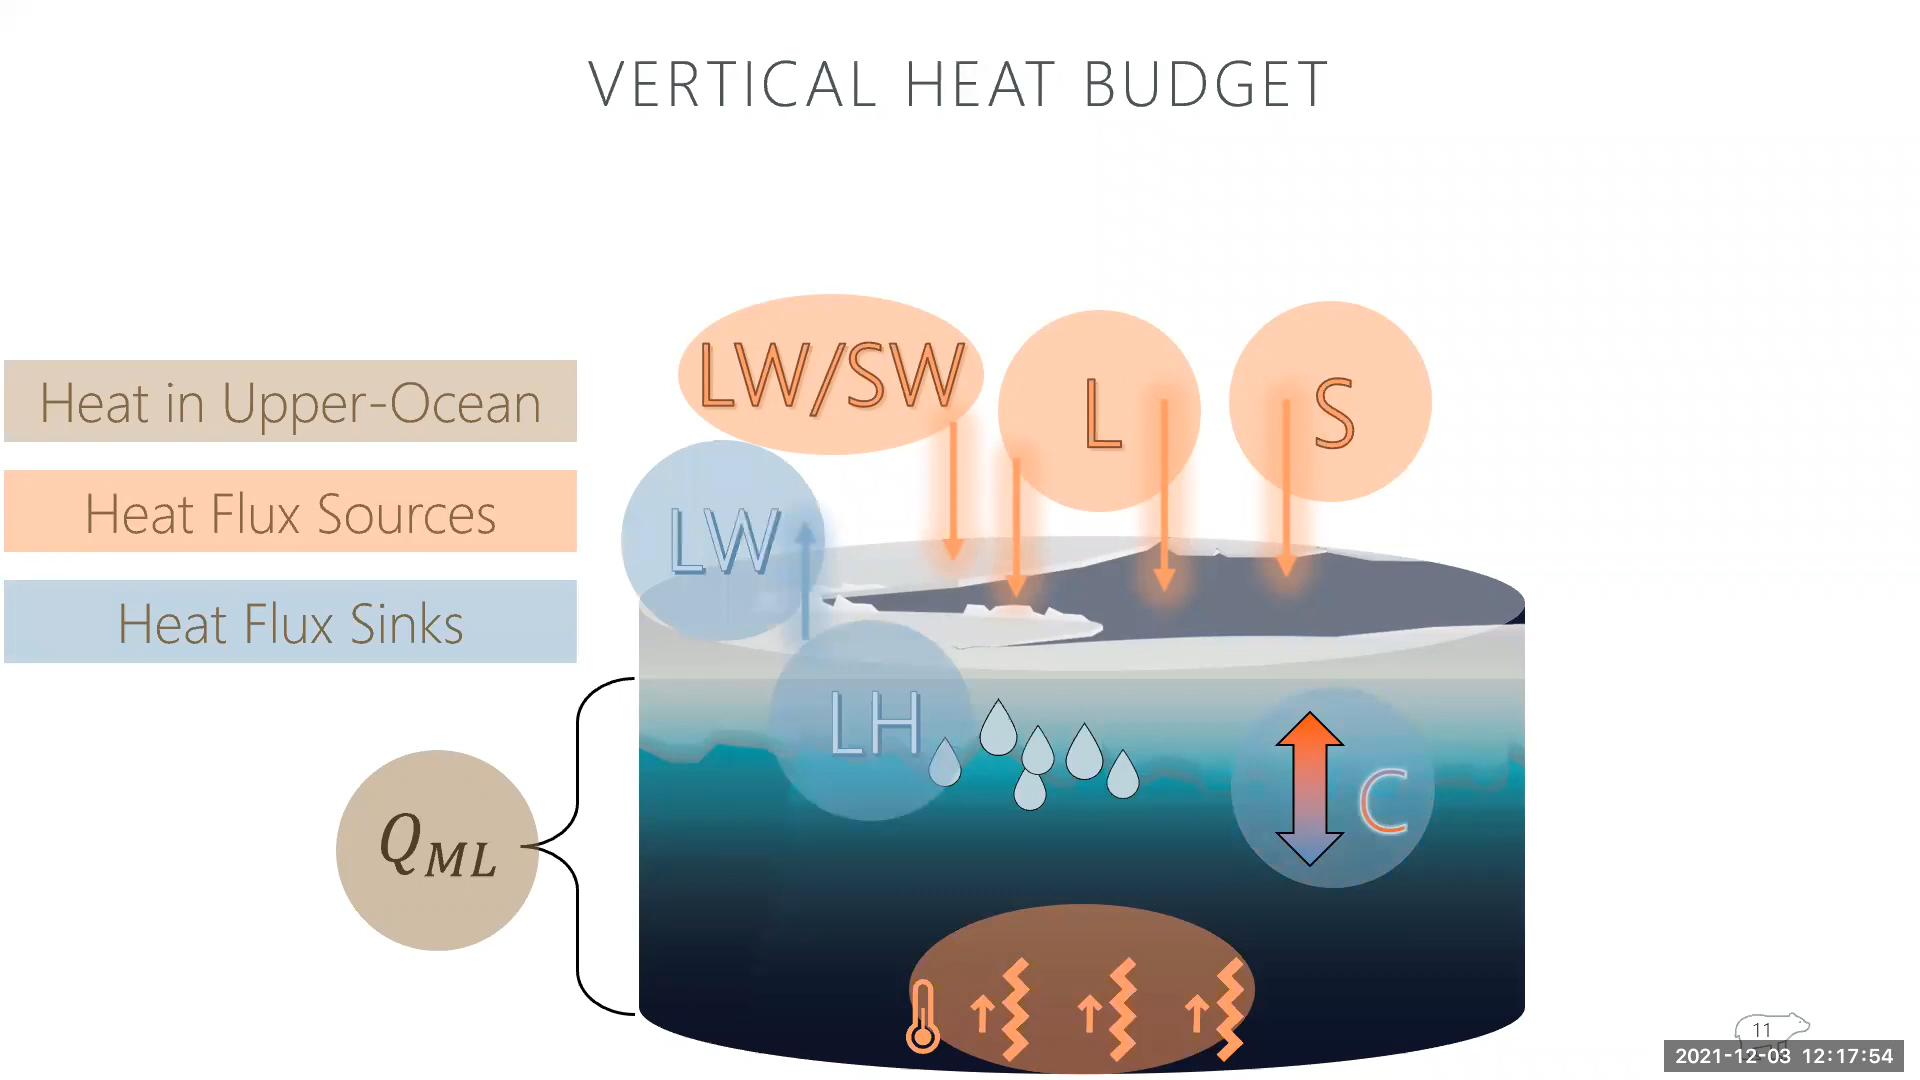 VERTICAL HEAT BUDGET
LW/SW
L
S
Heat in Upper-Ocean
Heat Flux Sources
LW
Heat Flux Sinks
LH
C
Q_ML
11
2021-12-03 12:17:54